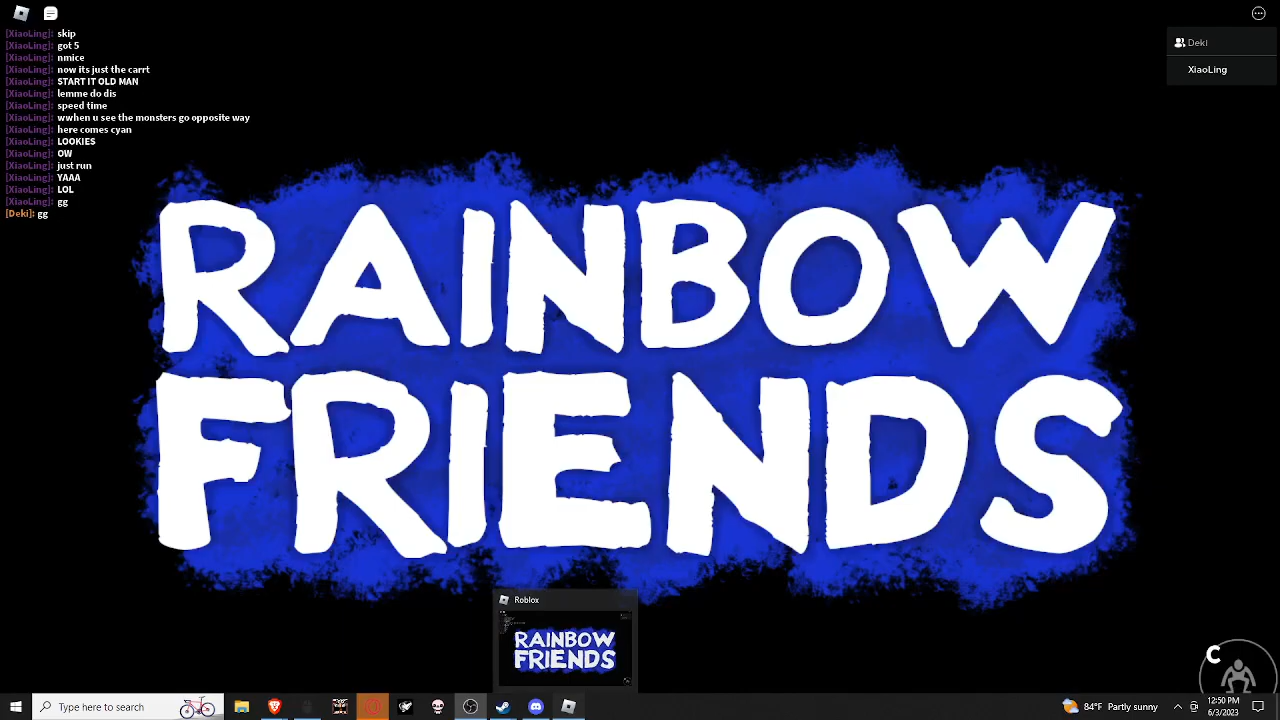 [XiaoLing]: skip
[XiaoLing]: got 5
[XiaoLing]: nmice
[XiaoLing]: now its just the carrt
[XiaoLing]: START IT OLD MAN
[XiaoLing]: lemme do dis
[XiaoLing]: speed time
[XiaoLing]: wwhen u see the monsters go opposite way
[XiaoLing]: here comes cyan
[XiaoLing]: LOOKIES
[XiaoLing]: OW
[XiaoLing]: just run
[XiaoLing]: YAAA
[XiaoLing]: LOL
[XiaoLing]: gg
[Deki]: gg
Deki
XiaoLing
RAINBOW
FRIENDS
Roblox
RAINBOW
FRIENDS
C
Type here to search
84°F Partly sunny
12:50 PM
6/3/2023